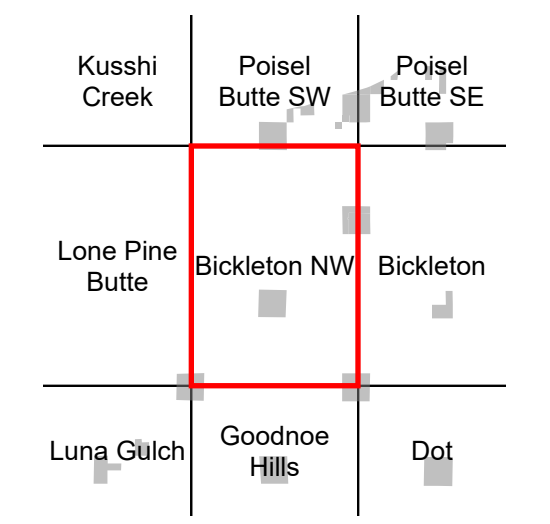 Kusshi
Creek
Poisel
Butte SW
Poisel
Butte SE
Lone Pine
Butte
Bickleton NW
Bickleton
Luna Gulch
Goodnoe
Hills
Dot